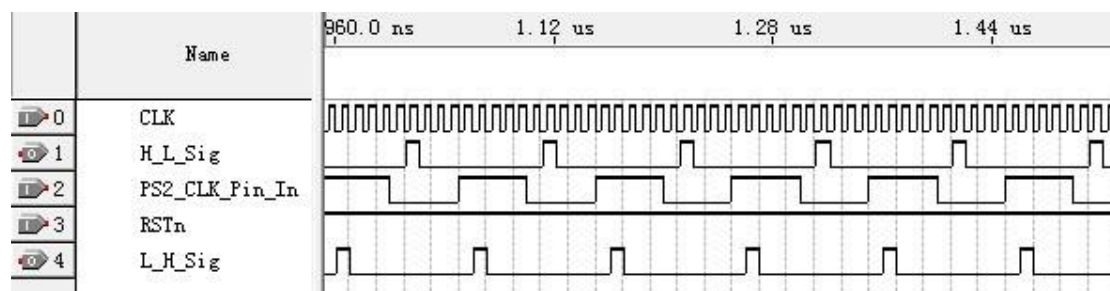 Name
960.0 ns 1.12 us 1.28 us 1.44 us
0 CLK
1 H_L_Sig
2 PS2_CLK_Pin_In
3 RSTn
4 L_H_Sig